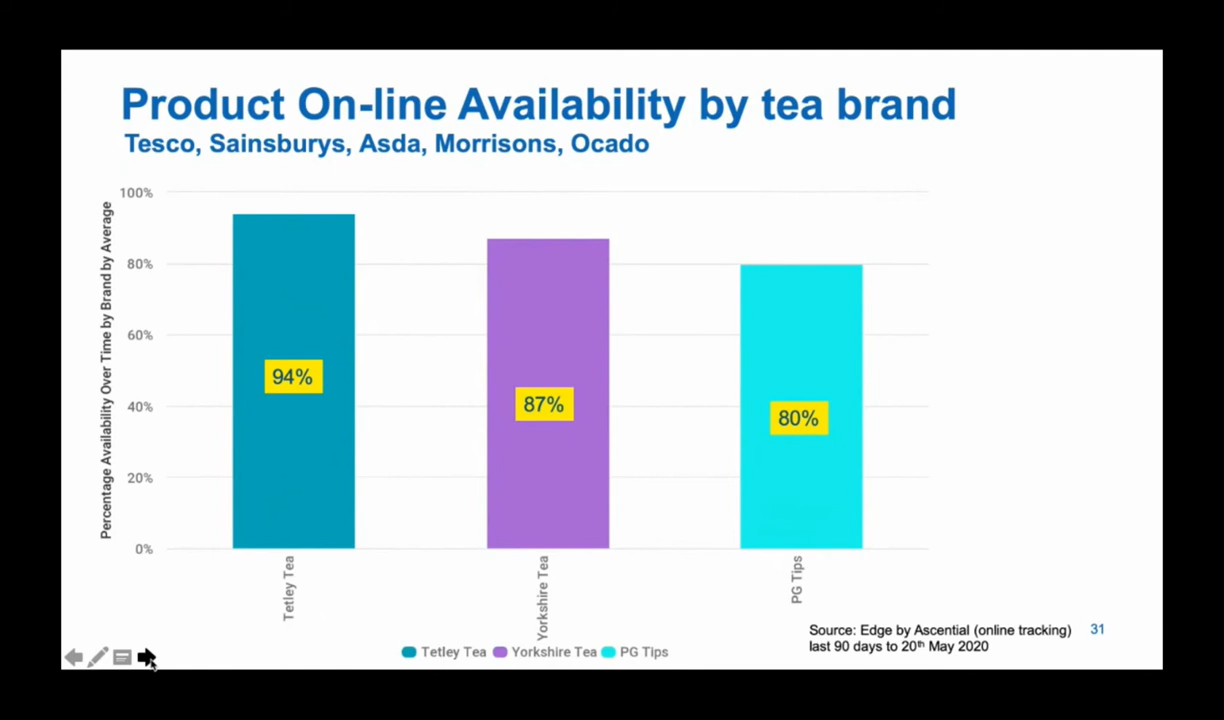 Product On-line Availability by tea brand
Tesco, Sainsburys, Asda, Morrisons, Ocado
Percentage Availability Over Time by Brand by Average
100%
80%
60%
40%
20%
0%
94%
87%
80%
Tetley Tea
Yorkshire Tea
PG Tips
Tetley Tea Yorkshire Tea PG Tips
Source: Edge by Ascential (online tracking)
last 90 days to 20th May 2020
31